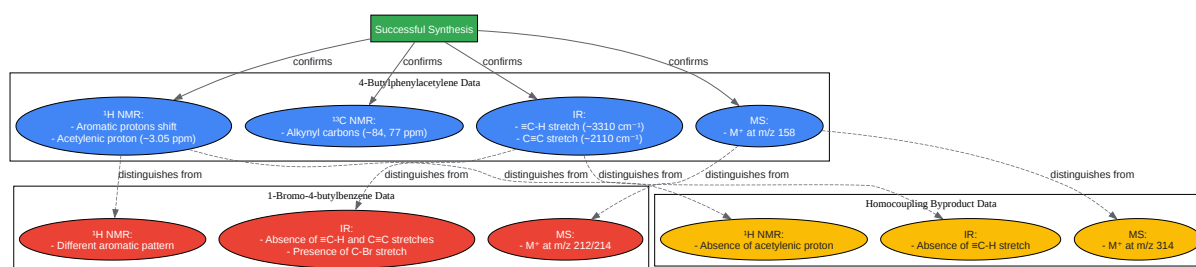 Successful Synthesis
confirms
confirms
confirms
confirms
4-Butylphenylacetylene Data
¹H NMR:
- Aromatic protons shift
- Acetylenic proton (~3.05 ppm)
¹³C NMR:
- Alkynyl carbons (~84, 77 ppm)
IR:
- ≡C-H stretch (~3310 cm⁻¹)
- C≡C stretch (~2110 cm⁻¹)
MS:
- M⁺ at m/z 158
distinguishes from
distinguishes from
distinguishes from
distinguishes from
distinguishes from
distinguishes from
1-Bromo-4-butylbenzene Data
¹H NMR:
- Different aromatic pattern
IR:
- Absence of ≡C-H and C≡C stretches
- Presence of C-Br stretch
MS:
- M⁺ at m/z 212/214
Homocoupling Byproduct Data
¹H NMR:
- Absence of acetylenic proton
IR:
- Absence of ≡C-H stretch
MS:
- M⁺ at m/z 314